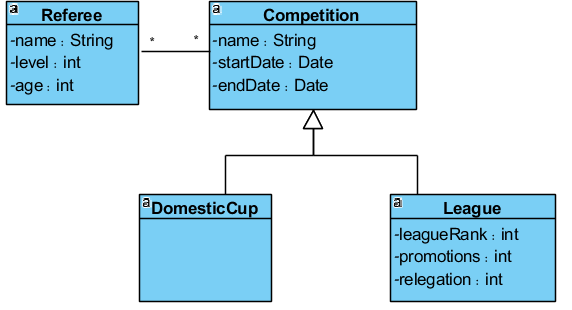 a Referee
-name : String
-level : int
-age : int
* *
a Competition
-name : String
-startDate : Date
-endDate : Date
a DomesticCup
a League
-leagueRank : int
-promotions : int
-relegation : int